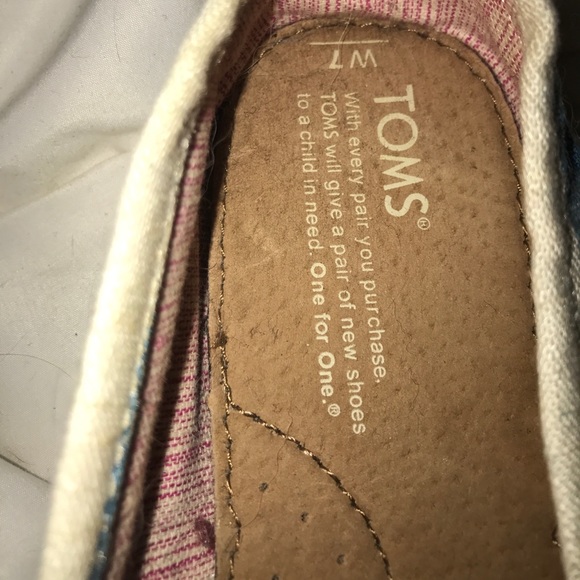 W7
TOMS®
With every pair you purchase,
TOMS will give a pair of new shoes
to a child in need. One for One.®